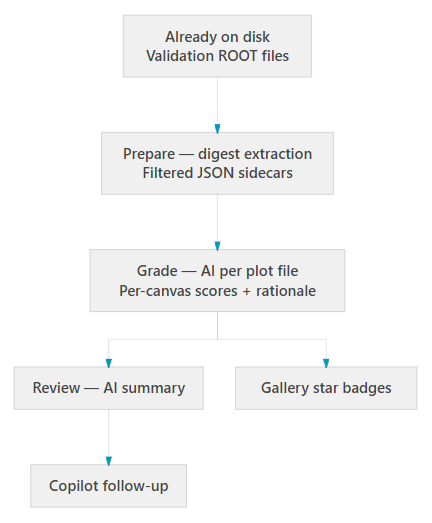 Already on disk
Validation ROOT files
Prepare — digest extraction
Filtered JSON sidecars
Grade — AI per plot file
Per-canvas scores + rationale
Review — AI summary
Gallery star badges
Copilot follow-up